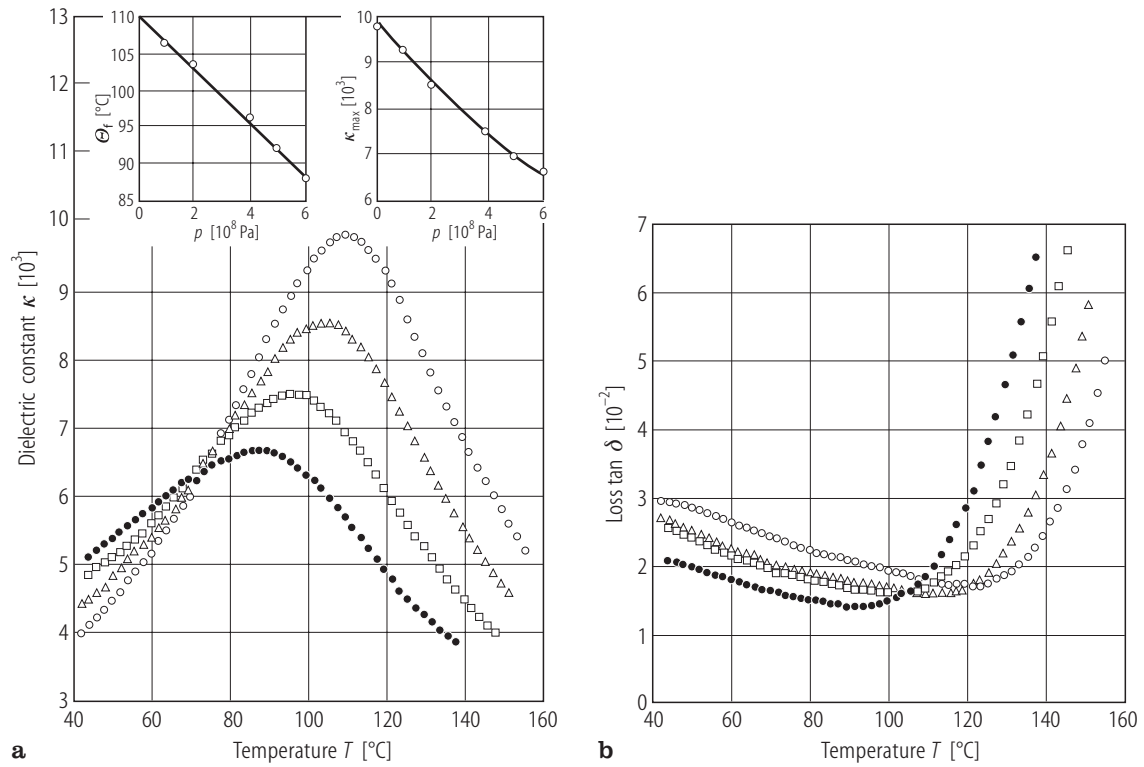 13
12
11
10
9
8
7
6
5
4
3
Dielectric constant κ [10³]
40 60 80 100 120 140 160
Temperature T [°C]
a
110
105
100
95
90
85
Θf [°C]
0 2 4 6
p [10⁸ Pa]
10
9
8
7
6
κmax [10³]
0 2 4 6
p [10⁸ Pa]
7
6
5
4
3
2
1
0
Loss tan δ [10⁻²]
40 60 80 100 120 140 160
Temperature T [°C]
b